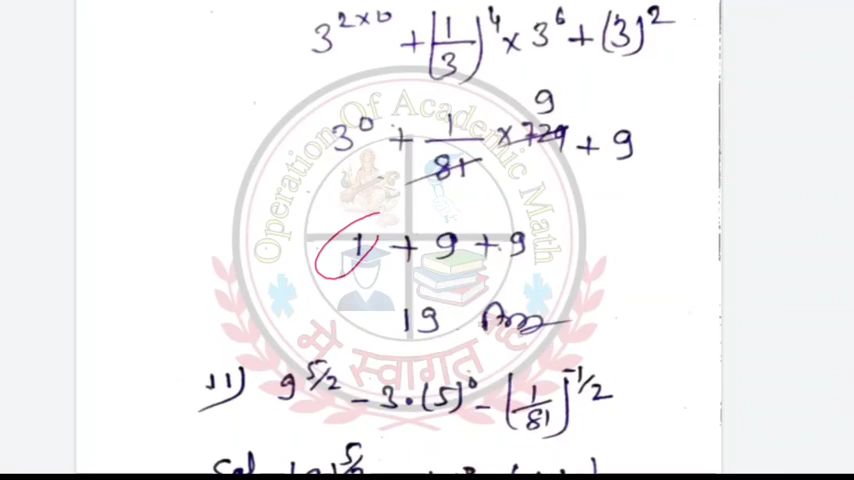 3^{2×0} + (1/3)^4 × 3^6 + (3)^2
9
3^0 + 1/81 × 729 + 9
1 + 9 + 9
19 Ans
11) 9^{5/2} - 3·(5)^0 - (1/81)^{-1/2}
Operation Of Academic Math
में स्वागत